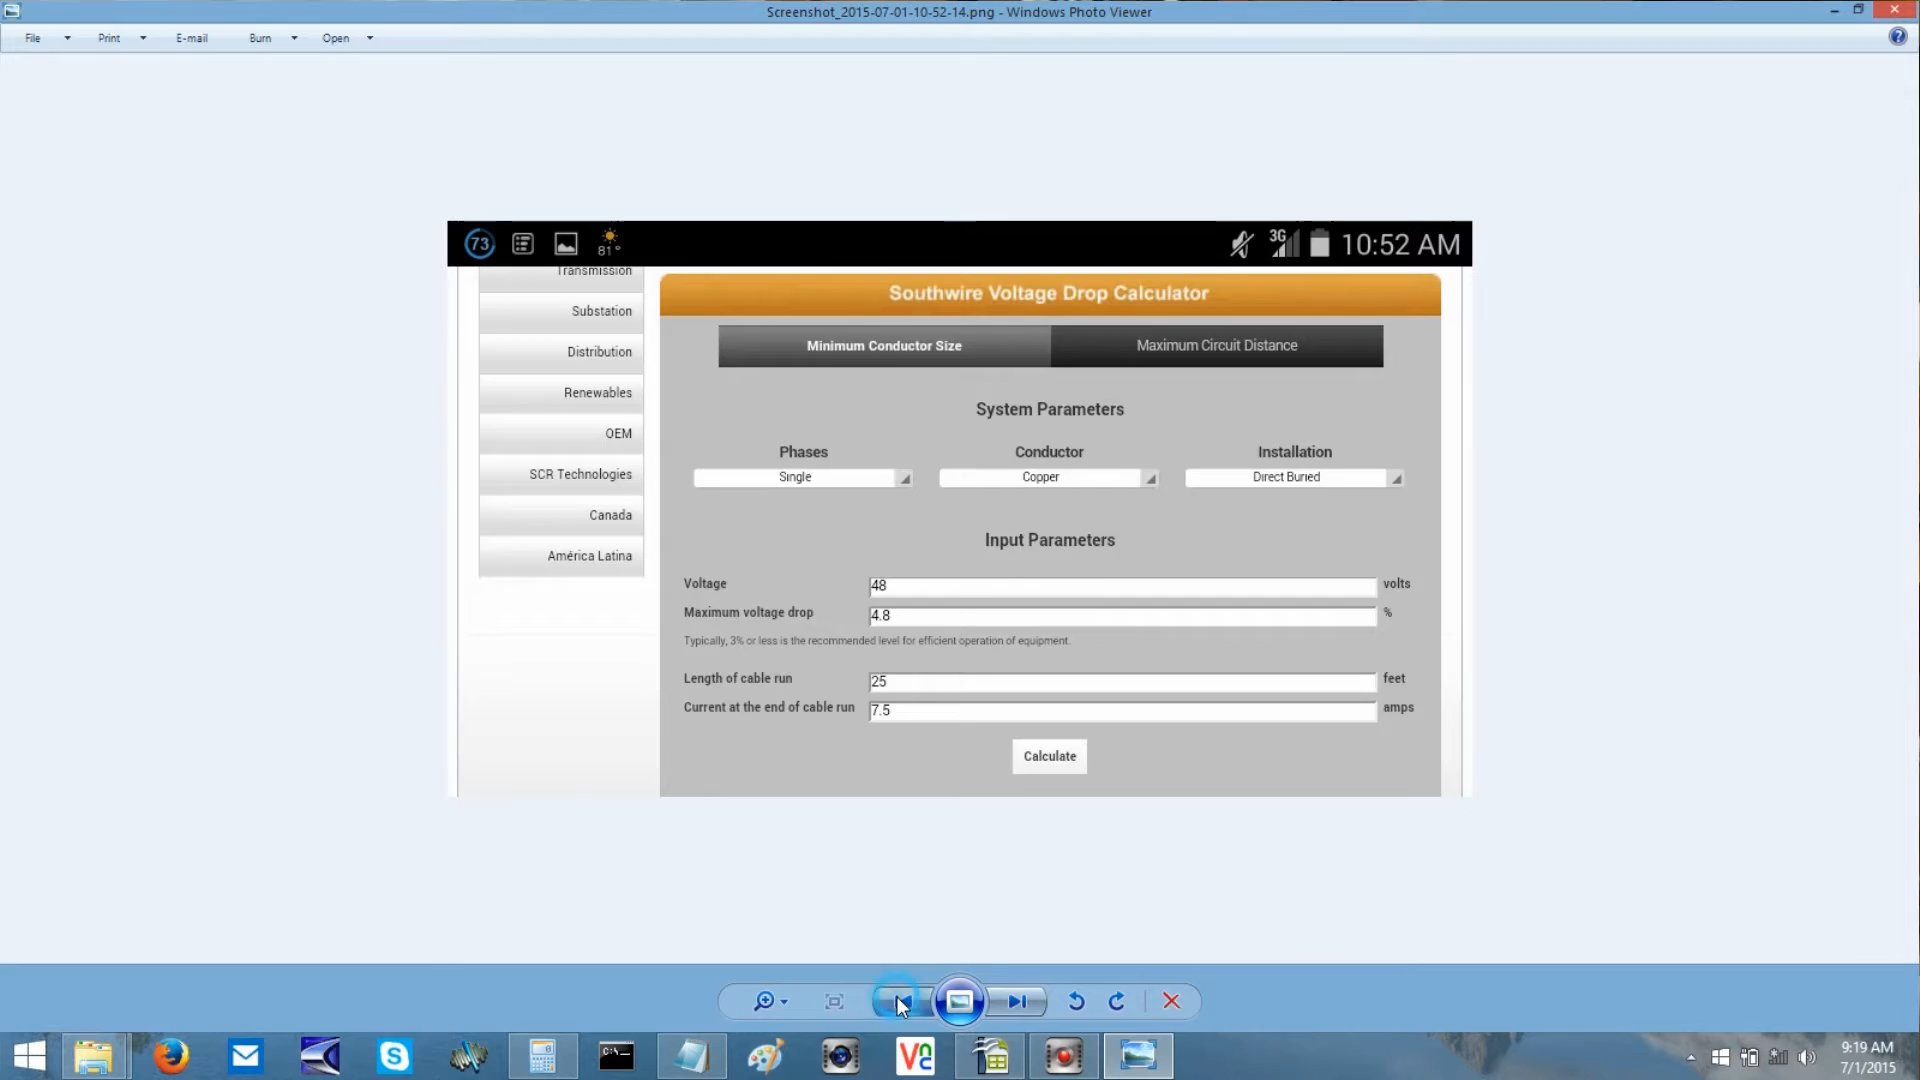 Screenshot_2015-07-01-10-52-14.png - Windows Photo Viewer
File Print E-mail Burn Open
73 81° 3G 10:52 AM
Transmission
Substation
Distribution
Renewables
OEM
SCR Technologies
Canada
América Latina
Southwire Voltage Drop Calculator
Minimum Conductor Size Maximum Circuit Distance
System Parameters
Phases Conductor Installation
Single Copper Direct Buried
Input Parameters
Voltage 48 volts
Maximum voltage drop 4.8 %
Typically, 3% or less is the recommended level for efficient operation of equipment.
Length of cable run 25 feet
Current at the end of cable run 7.5 amps
Calculate
9:19 AM
7/1/2015